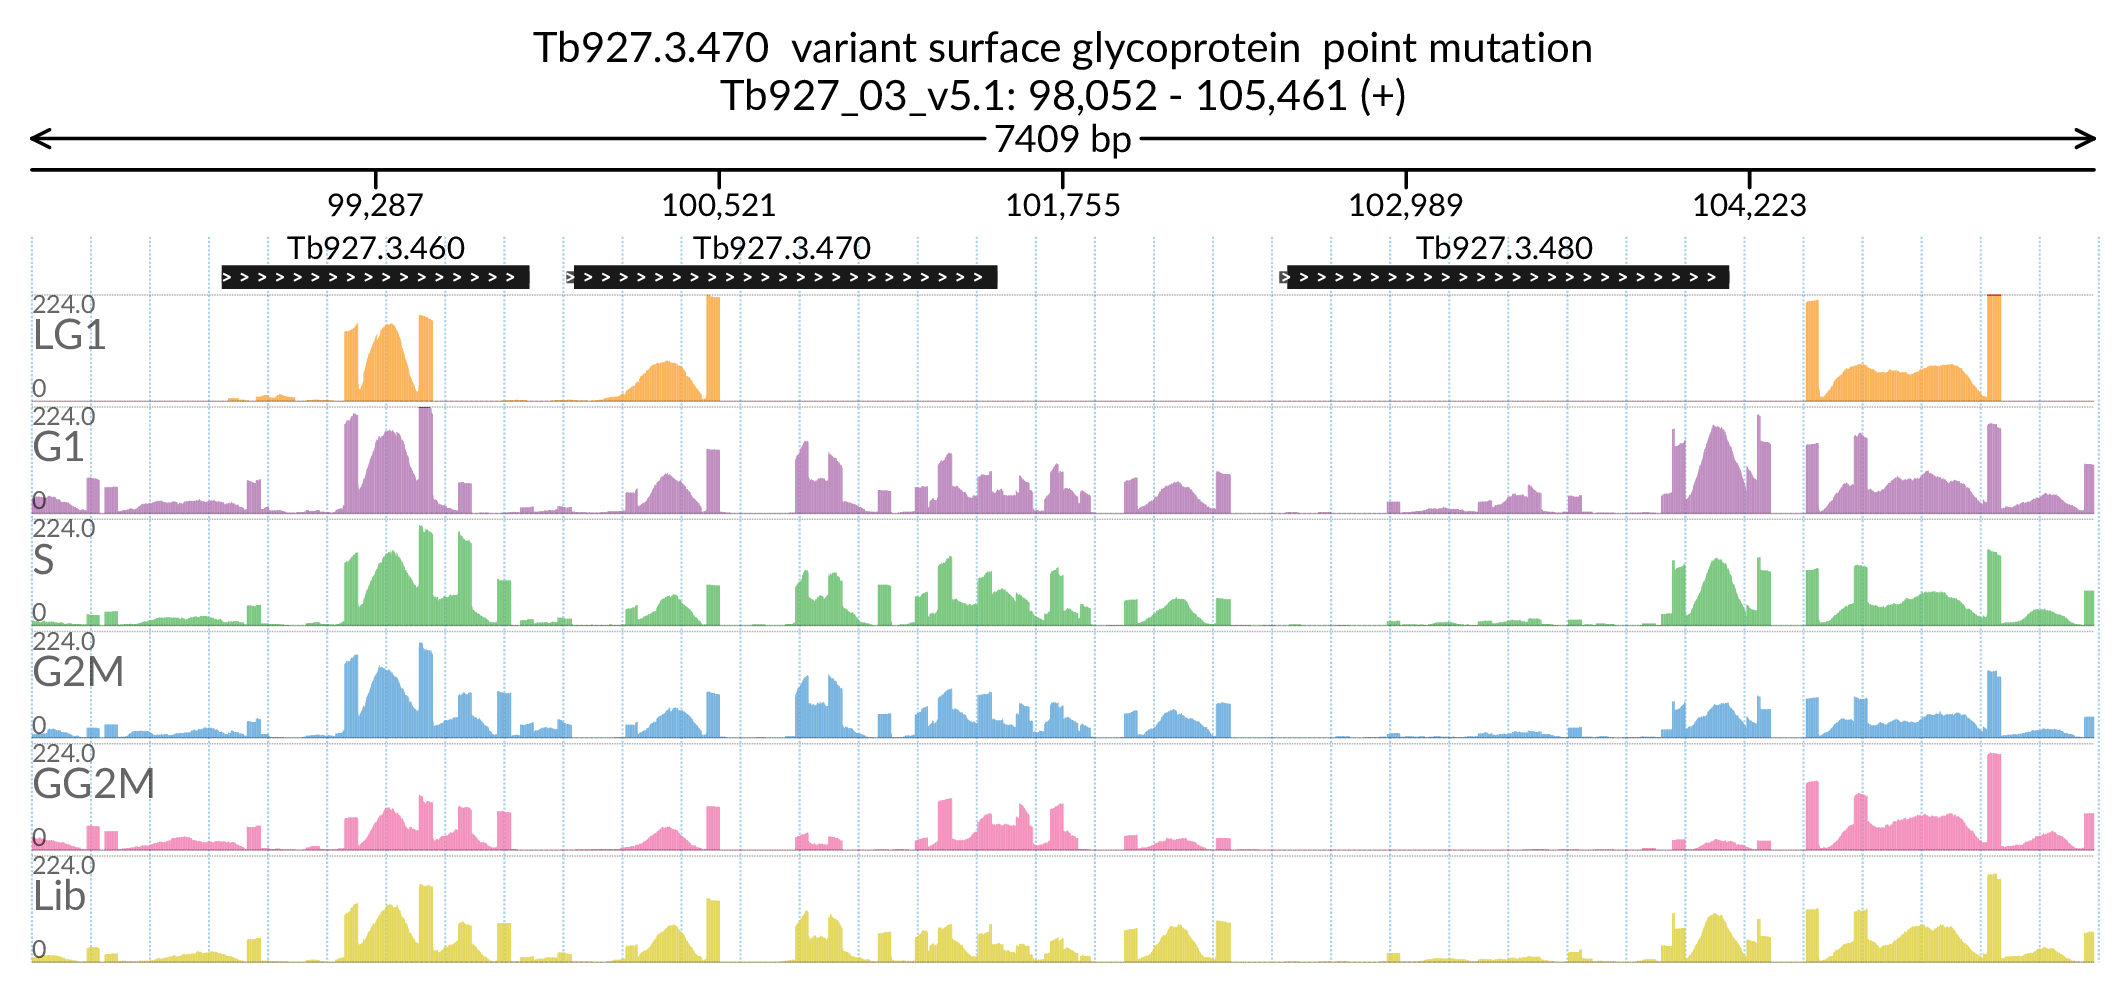 Tb927.3.470  variant surface glycoprotein  point mutation
Tb927_03_v5.1: 98,052 - 105,461 (+)
7409 bp
99,287 100,521 101,755 102,989 104,223
Tb927.3.460 Tb927.3.470 Tb927.3.480
224.0
LG1
0
224.0
G1
0
224.0
S
0
224.0
G2M
0
224.0
GG2M
0
224.0
Lib
0